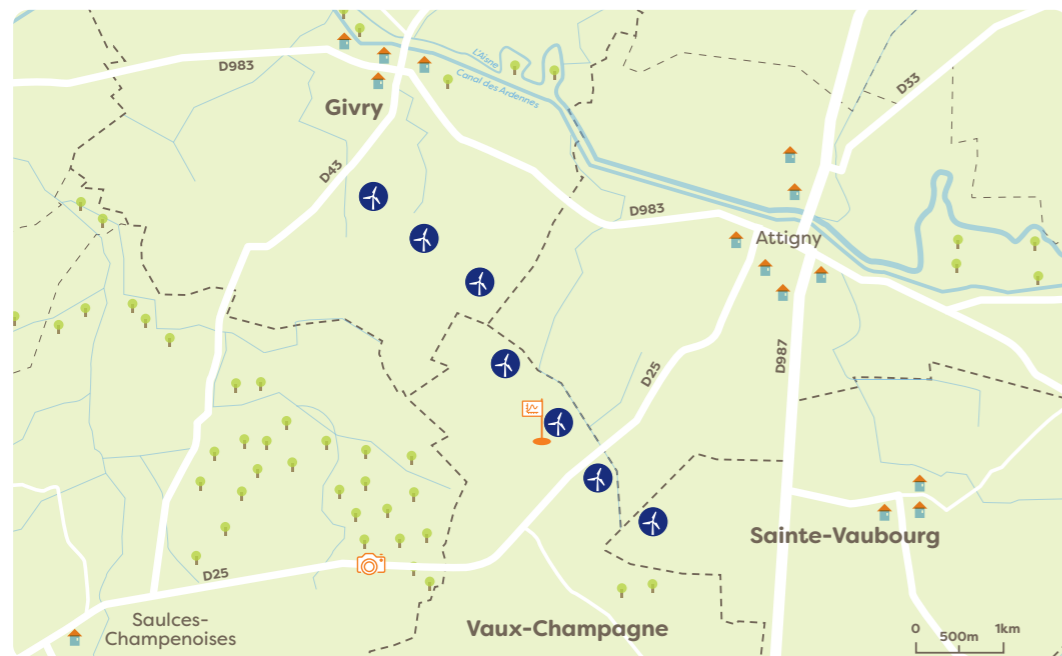 D983
L'Aisne
Canal des Ardennes
D33
Givry
D43
D983
Attigny
D987
D25
Sainte-Vaubourg
D25
Saulces-
Champenoises
Vaux-Champagne
0
500m
1km